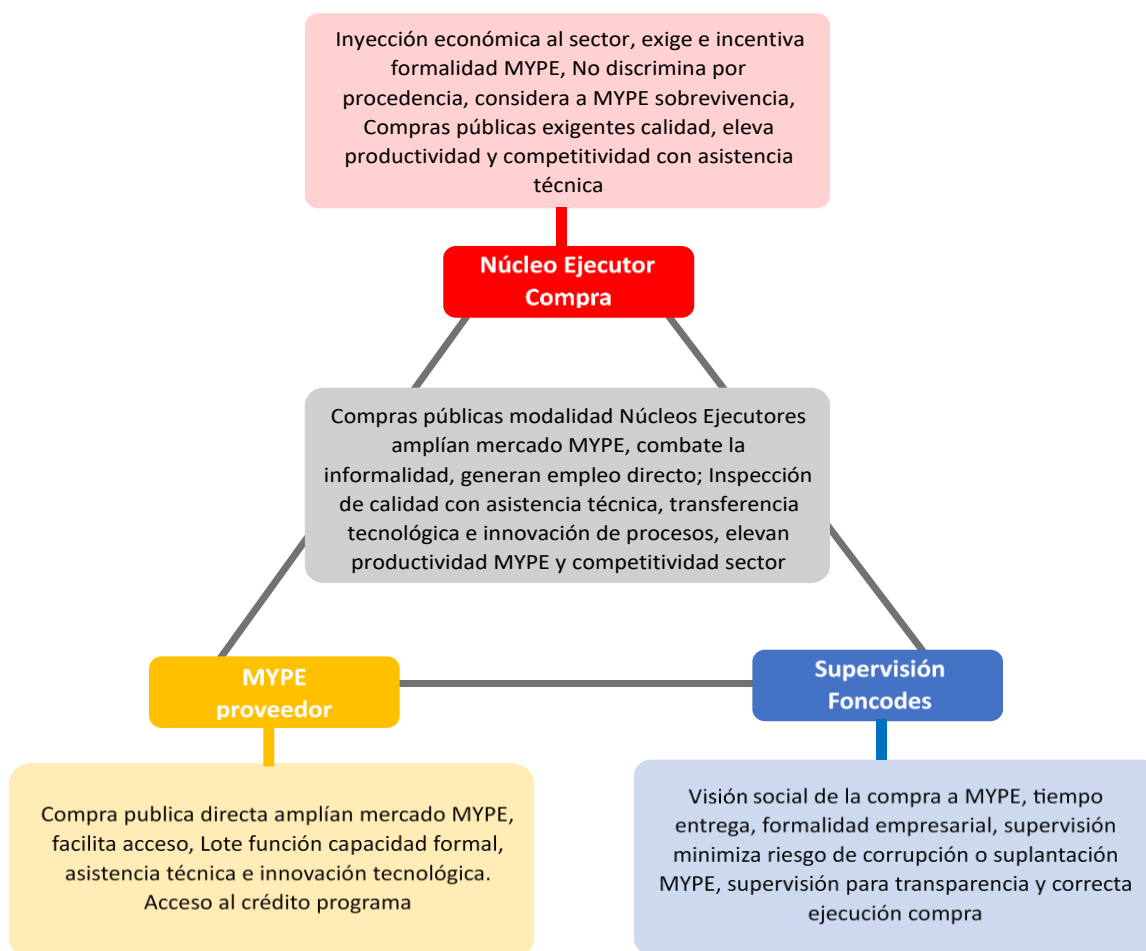 Inyección económica al sector, exige e incentiva
formalidad MYPE, No discrimina por
procedencia, considera a MYPE sobrevivencia,
Compras públicas exigentes calidad, eleva
productividad y competitividad con asistencia
técnica
Núcleo Ejecutor
Compra
Compras públicas modalidad Núcleos Ejecutores
amplían mercado MYPE, combate la
informalidad, generan empleo directo; Inspección
de calidad con asistencia técnica, transferencia
tecnológica e innovación de procesos, elevan
productividad MYPE y competitividad sector
MYPE
proveedor
Supervisión
Foncodes
Compra publica directa amplían mercado MYPE,
facilita acceso, Lote función capacidad formal,
asistencia técnica e innovación tecnológica.
Acceso al crédito programa
Visión social de la compra a MYPE, tiempo
entrega, formalidad empresarial, supervisión
minimiza riesgo de corrupción o suplantación
MYPE, supervisión para transparencia y correcta
ejecución compra